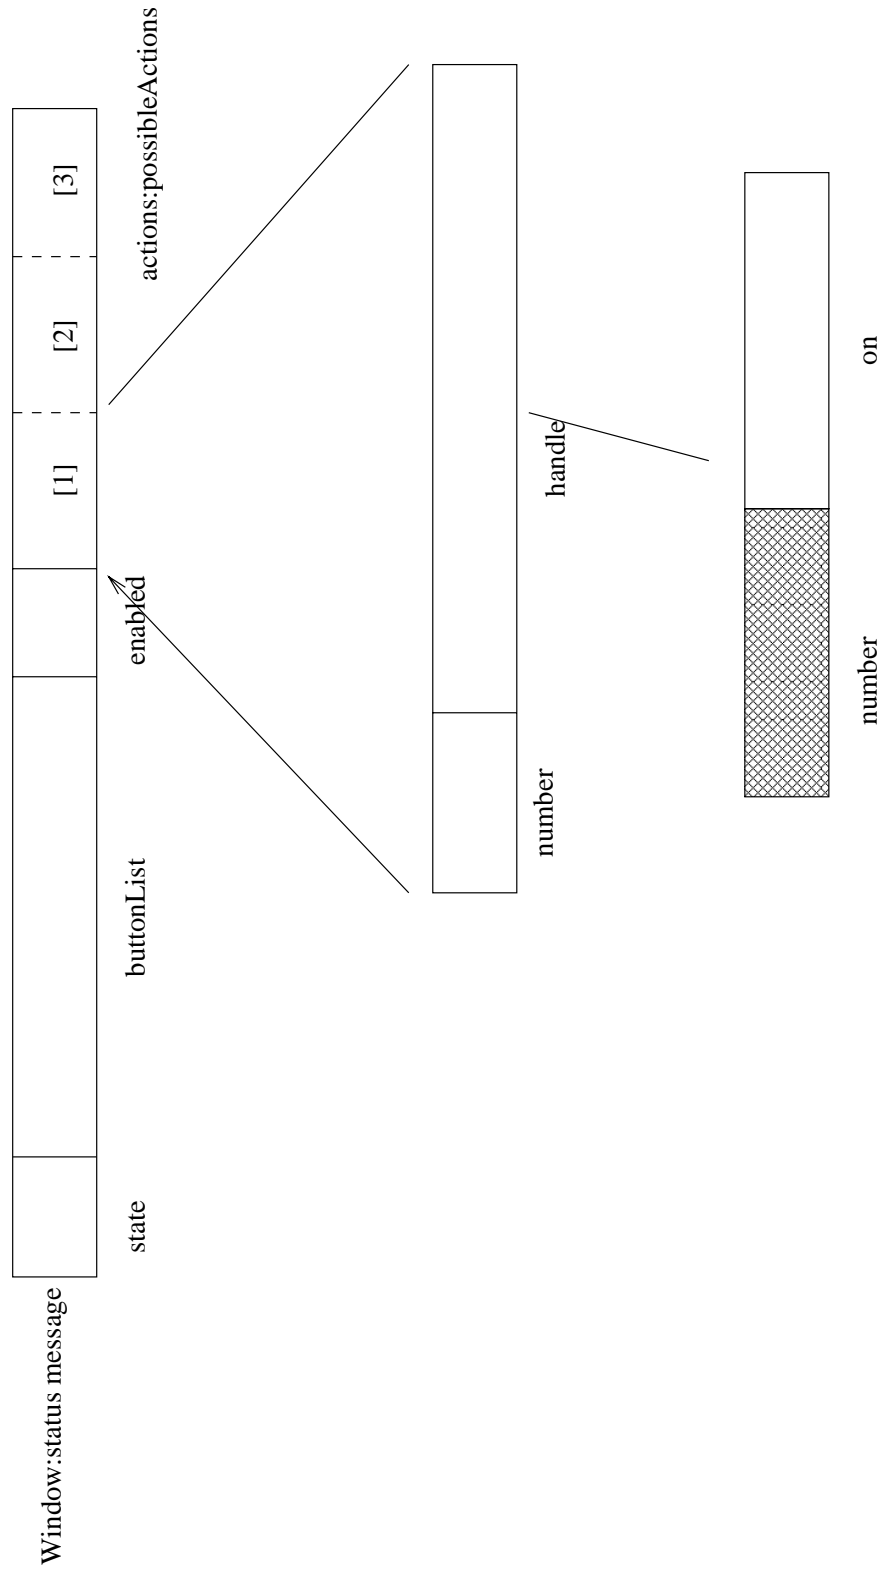 Window:status message
[1]
[2]
[3]
state
buttonList
enabled
actions:possibleActions
number
handle
number
on